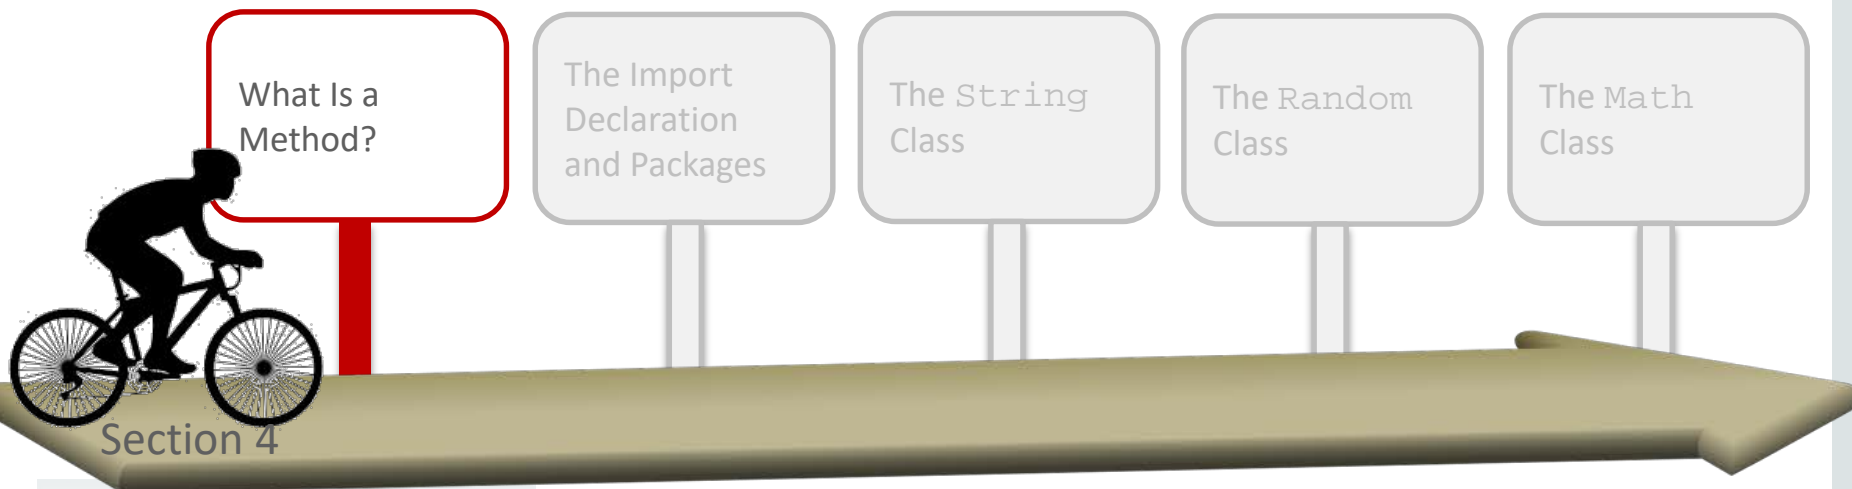 What Is a
Method?
The Import
Declaration
and Packages
The String
Class
The Random
Class
The Math
Class
Section 4